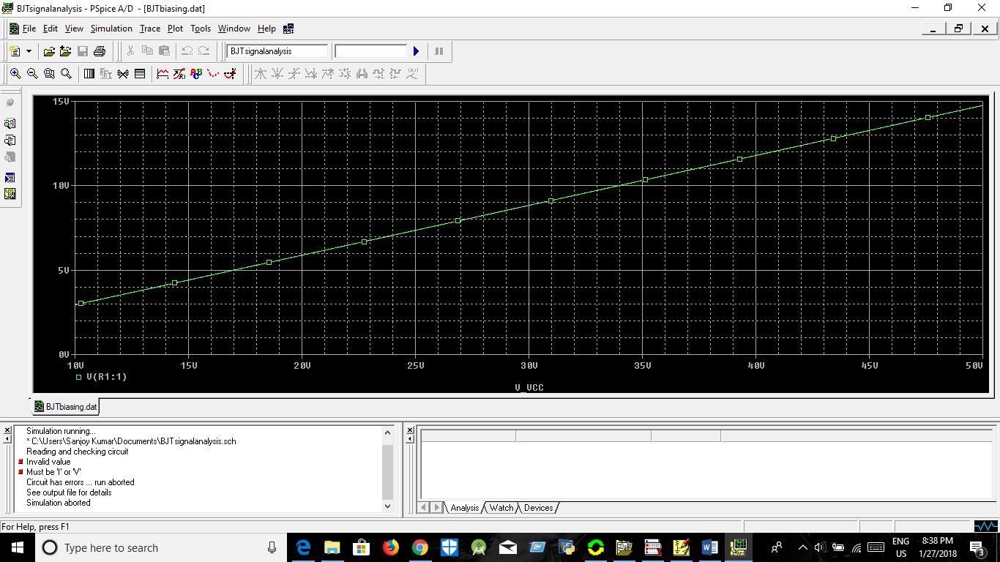 BJTsignalanalysis - PSpice A/D - [BJTbiasing.dat]
File Edit View Simulation Trace Plot Tools Window Help
BJTsignalanalysis
15V
10V
5V
0V
10V 15V 20V 25V 30V 35V 40V 45V 50V
V(R1:1)
V_VCC
BJTbiasing.dat
Simulation running...
* C:\Users\Sanjoy Kumar\Documents\BJTsignalanalysis.sch
Reading and checking circuit
Invalid value
Must be 'I' or 'V'
Circuit has errors ... run aborted
See output file for details
Simulation aborted
Analysis Watch Devices
For Help, press F1
Type here to search
ENG 8:38 PM
US 1/27/2018
3